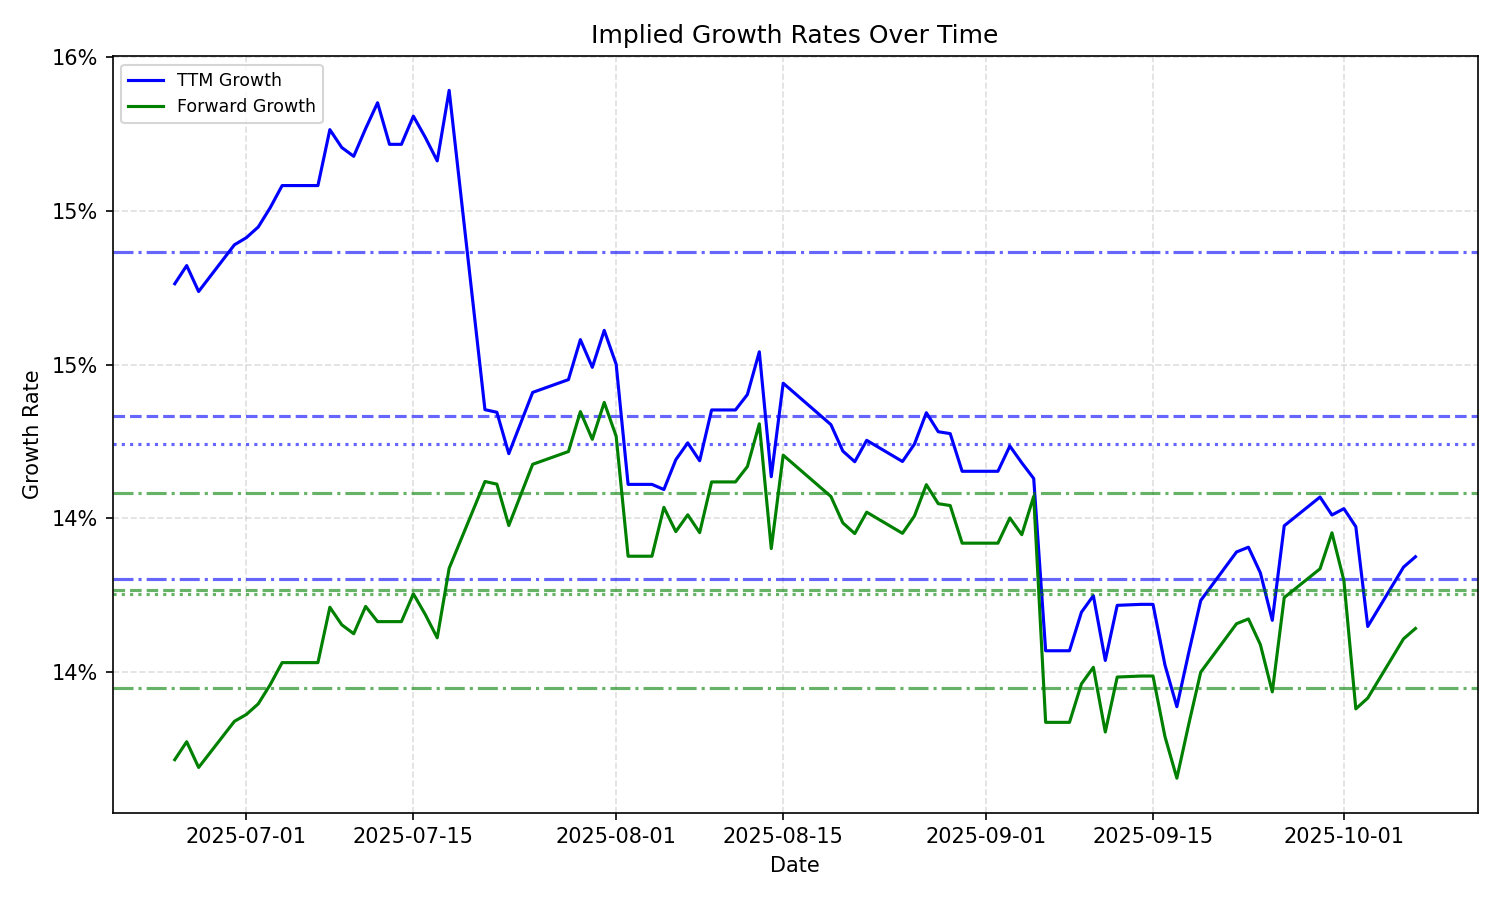 Implied Growth Rates Over Time
16%
15%
15%
14%
14%
Growth Rate
TTM Growth
Forward Growth
2025-07-01
2025-07-15
2025-08-01
2025-08-15
2025-09-01
2025-09-15
2025-10-01
Date